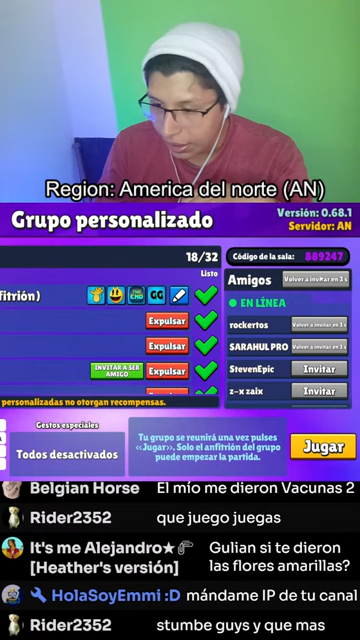 Region: America del norte (AN)
Grupo personalizado
Versión: 0.68.1
Servidor: AN
18/32
Código de la sala: 889247
Listo
Amigos
Volver a invitar en 3 s
fitrión)
THE END
GG
EN LÍNEA
Expulsar
rockertos
Volver a invitar en 3 s
Expulsar
SARAHUL PRO
Volver a invitar en 3 s
INVITAR A SER AMIGO
Expulsar
StevenEpic
Invitar
z-x zaix
Invitar
personalizadas no otorgan recompensas.
Gestos especiales
Todos desactivados
Tu grupo se reunirá una vez pulses
<<Jugar>>. Solo el anfitrión del grupo
puede empezar la partida.
Jugar
Belgian Horse El mío me dieron Vacunas 2
Rider2352 que juego juegas
It's me Alejandro★ Gulian si te dieron
[Heather's versión] las flores amarillas?
HolaSoyEmmi :D mándame IP de tu canal
Rider2352 stumbe guys y que mas